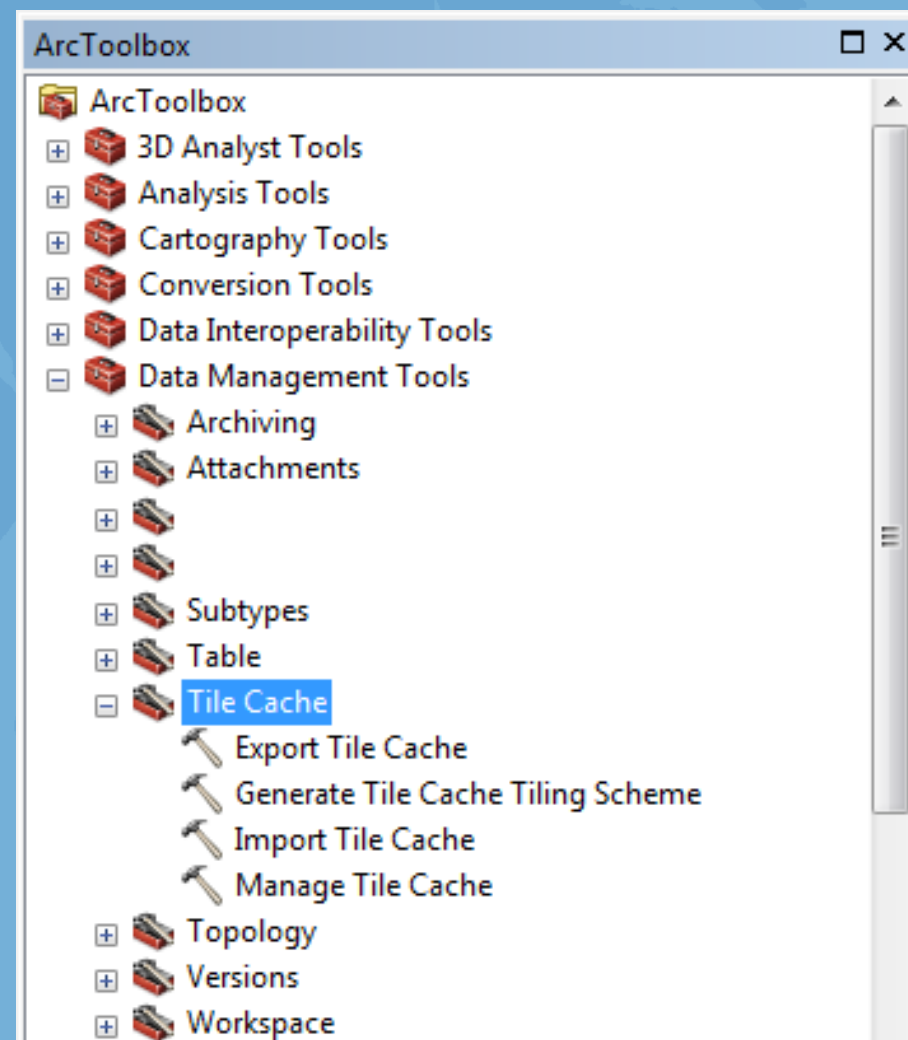 ArcToolbox
ArcToolbox
3D Analyst Tools
Analysis Tools
Cartography Tools
Conversion Tools
Data Interoperability Tools
Data Management Tools
Archiving
Attachments
Subtypes
Table
Tile Cache
Export Tile Cache
Generate Tile Cache Tiling Scheme
Import Tile Cache
Manage Tile Cache
Topology
Versions
Workspace